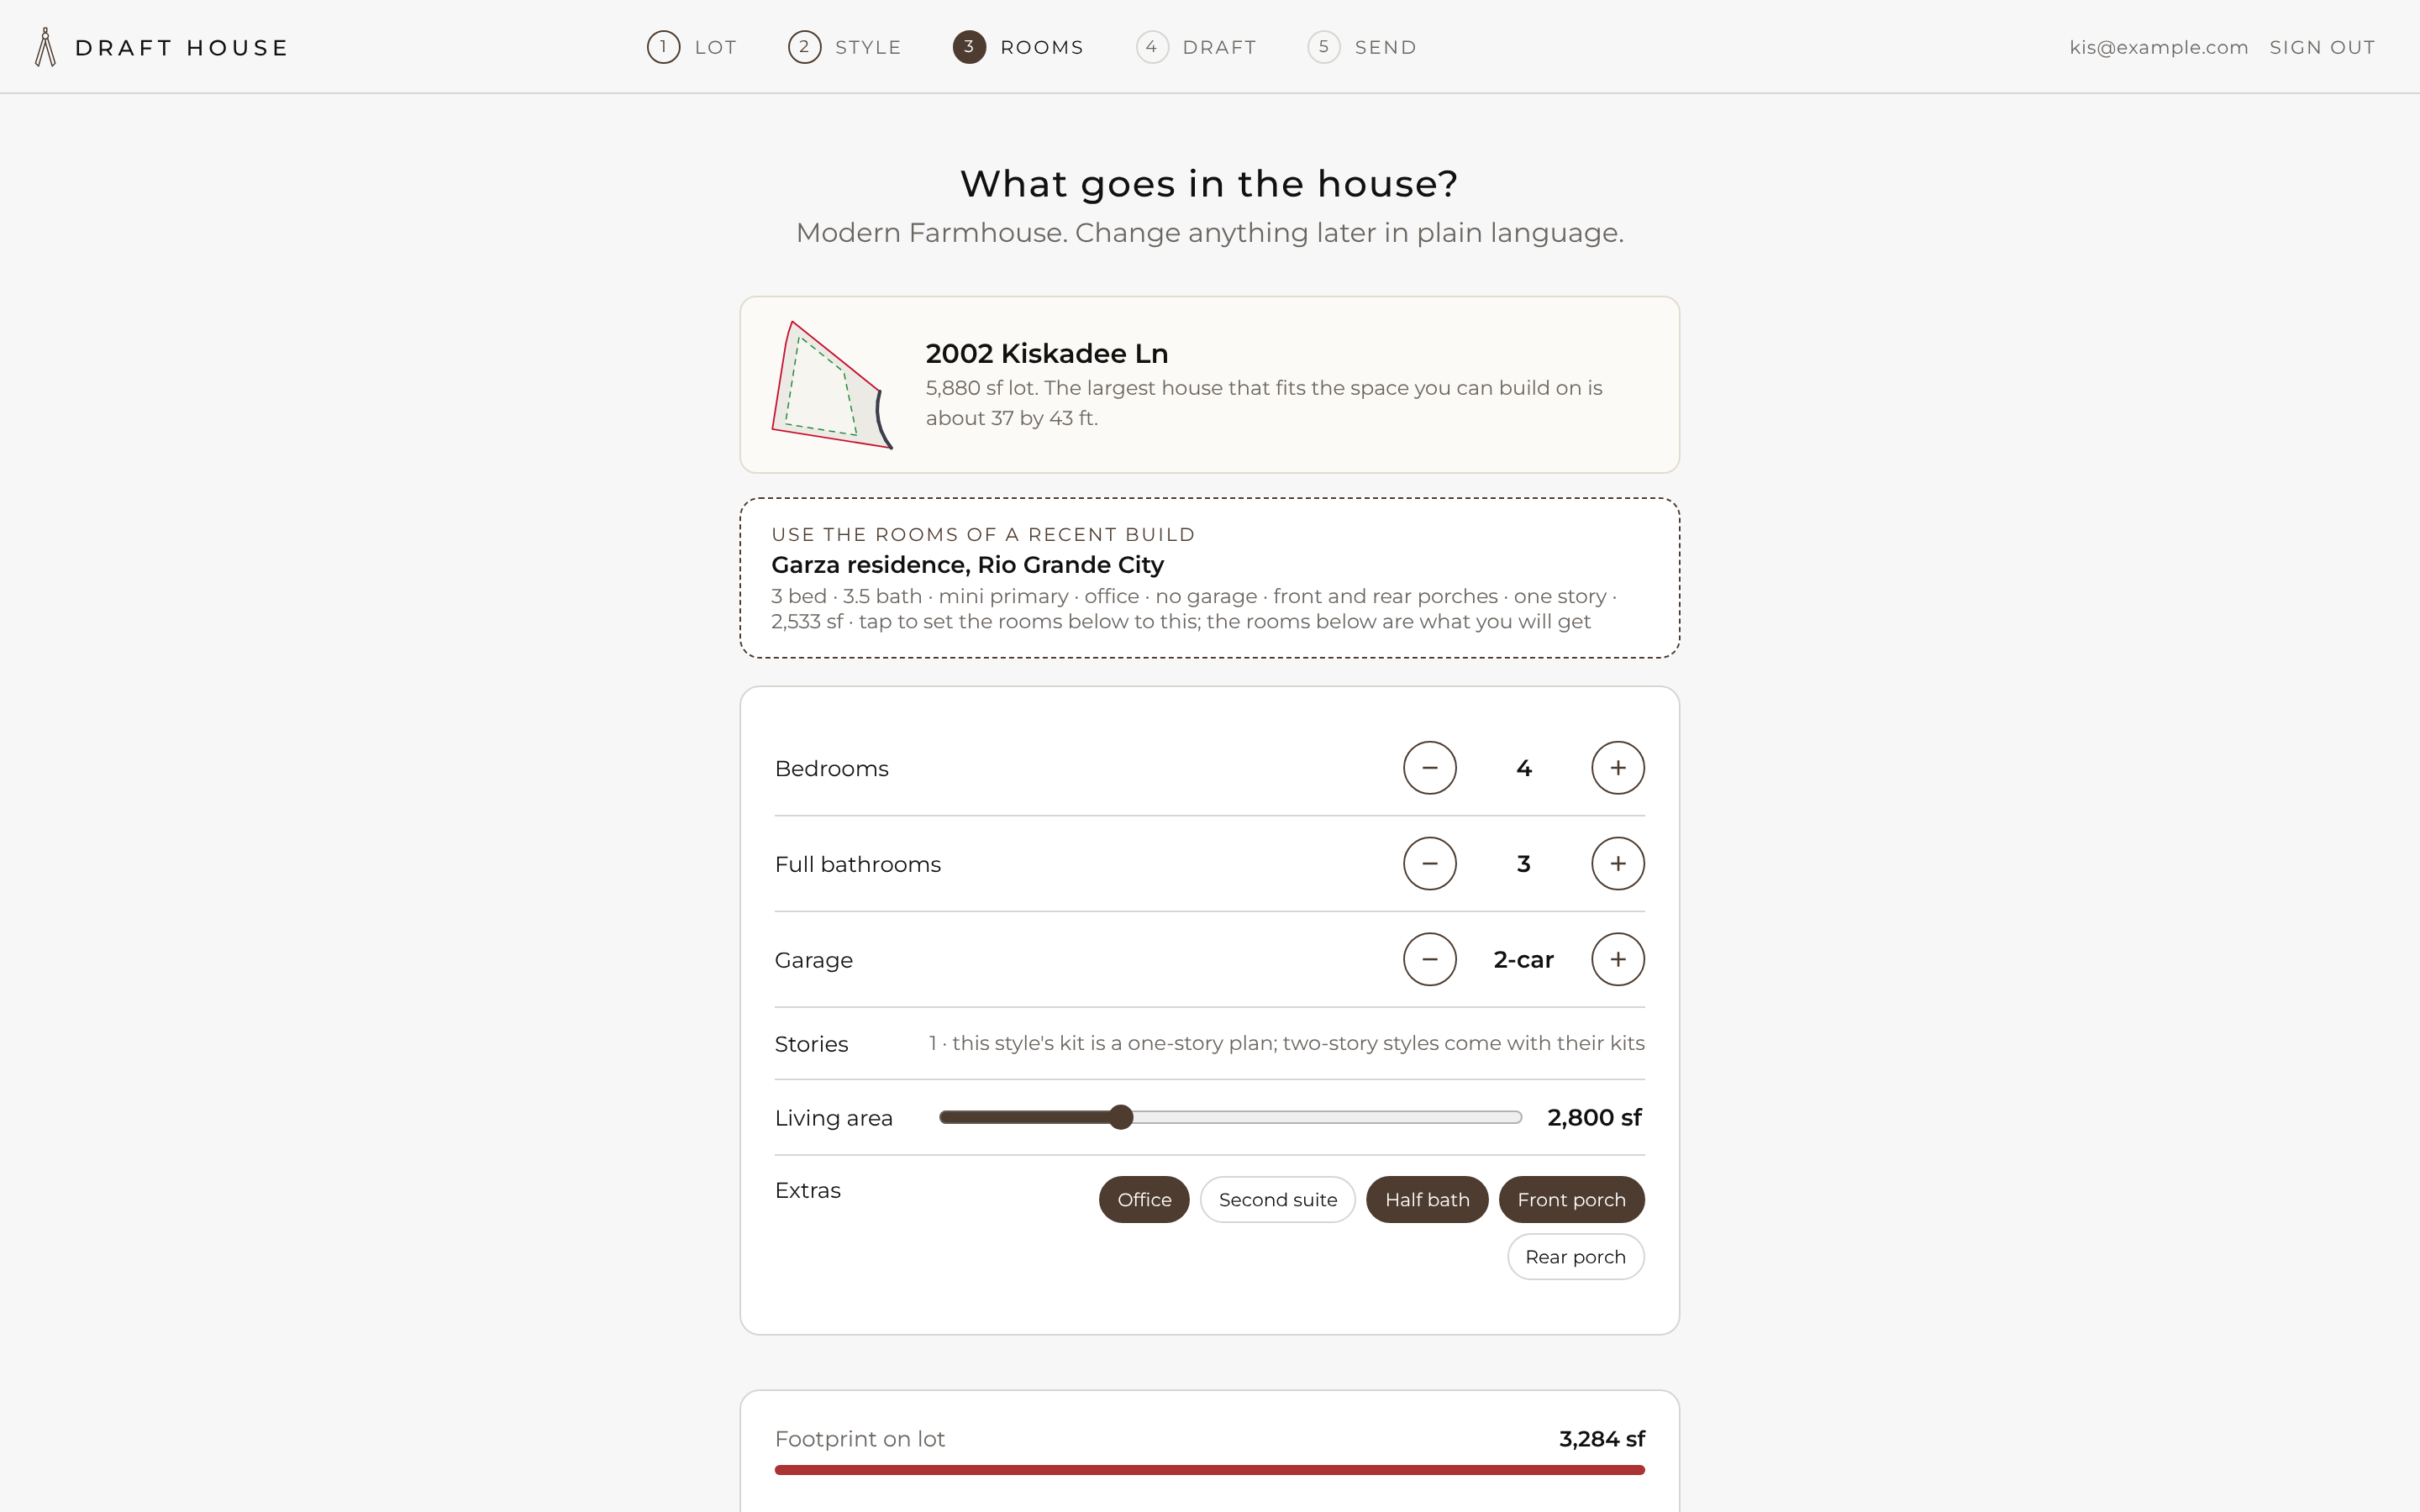 DRAFT HOUSE
1 LOT
2 STYLE
3 ROOMS
4 DRAFT
5 SEND
kis@example.com SIGN OUT
What goes in the house?
Modern Farmhouse. Change anything later in plain language.
2002 Kiskadee Ln
5,880 sf lot. The largest house that fits the space you can build on is
about 37 by 43 ft.
USE THE ROOMS OF A RECENT BUILD
Garza residence, Rio Grande City
3 bed · 3.5 bath · mini primary · office · no garage · front and rear porches · one story ·
2,533 sf · tap to set the rooms below to this; the rooms below are what you will get
Bedrooms − 4 +
Full bathrooms − 3 +
Garage − 2-car +
Stories 1 · this style's kit is a one-story plan; two-story styles come with their kits
Living area 2,800 sf
Extras Office Second suite Half bath Front porch
Rear porch
Footprint on lot 3,284 sf